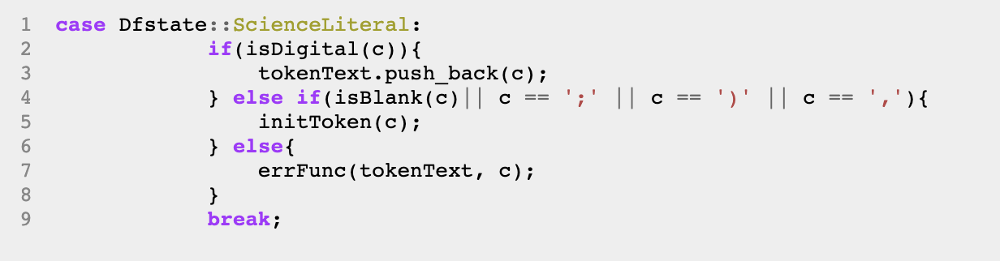 1 case Dfstate::ScienceLiteral:
2             if(isDigital(c)){
3                 tokenText.push_back(c);
4             } else if(isBlank(c)|| c == ';' || c == ')' || c == ','){
5                 initToken(c);
6             } else{
7                 errFunc(tokenText, c);
8             }
9             break;